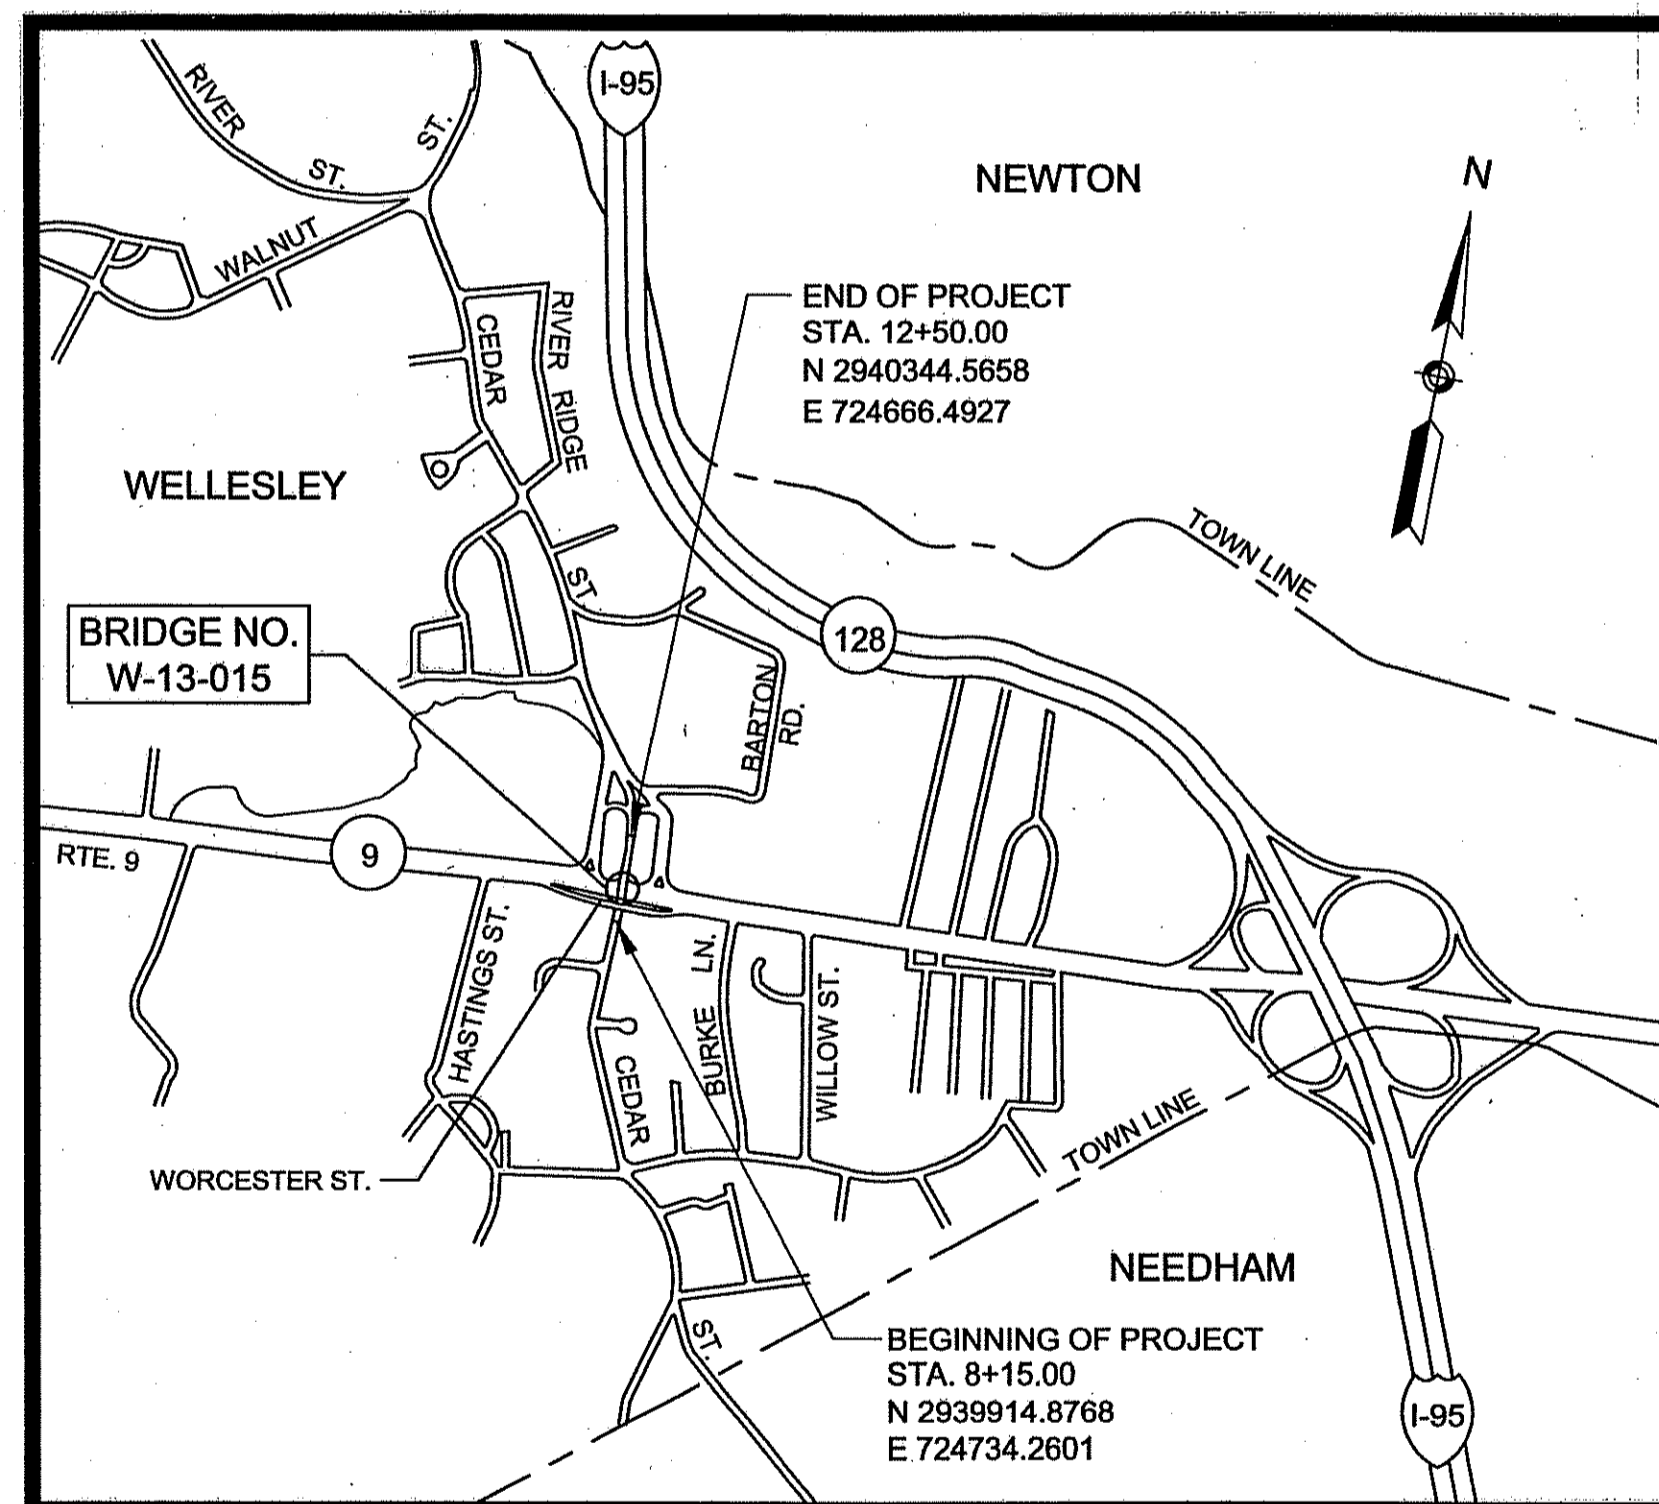 I-95
RIVER ST.
ST.
NEWTON
N
WALNUT
END OF PROJECT
STA. 12+50.00
N 2940344.5658
E 724666.4927
CEDAR
RIVER RIDGE
WELLESLEY
TOWN LINE
ST.
BRIDGE NO.
W-13-015
128
BARTON
RD.
RTE. 9
9
HASTINGS ST.
BURKE LN.
WILLOW ST.
CEDAR
TOWN LINE
WORCESTER ST.
NEEDHAM
ST.
BEGINNING OF PROJECT
STA. 8+15.00
N 2939914.8768
E 724734.2601
I-95